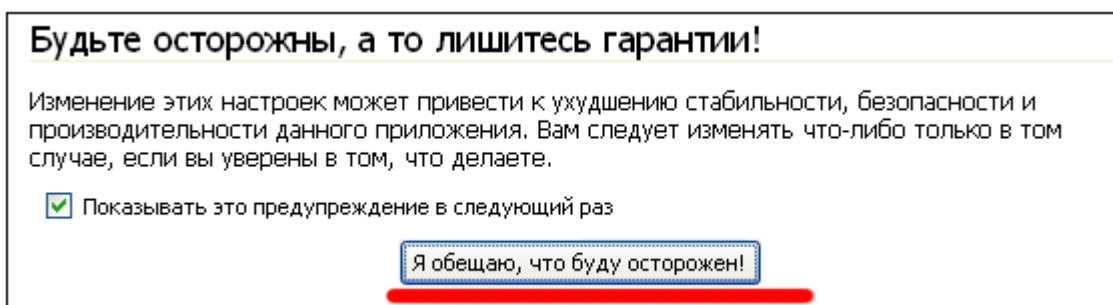 Будьте осторожны, а то лишитесь гарантии!
Изменение этих настроек может привести к ухудшению стабильности, безопасности и
производительности данного приложения. Вам следует изменять что-либо только в том
случае, если вы уверены в том, что делаете.
Показывать это предупреждение в следующий раз
Я обещаю, что буду осторожен!